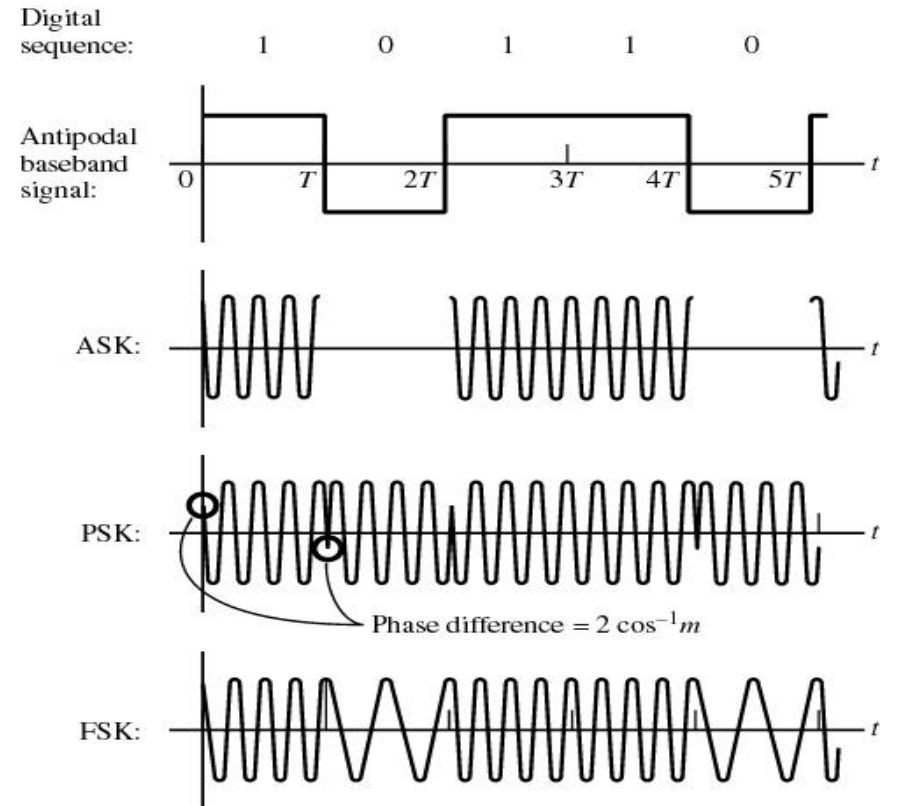 Digital
sequence:
1 0 1 1 0
Antipodal
baseband
signal:
0 T 2T 3T 4T 5T t
ASK: t
PSK: t
Phase difference = 2 cos⁻¹m
FSK: t